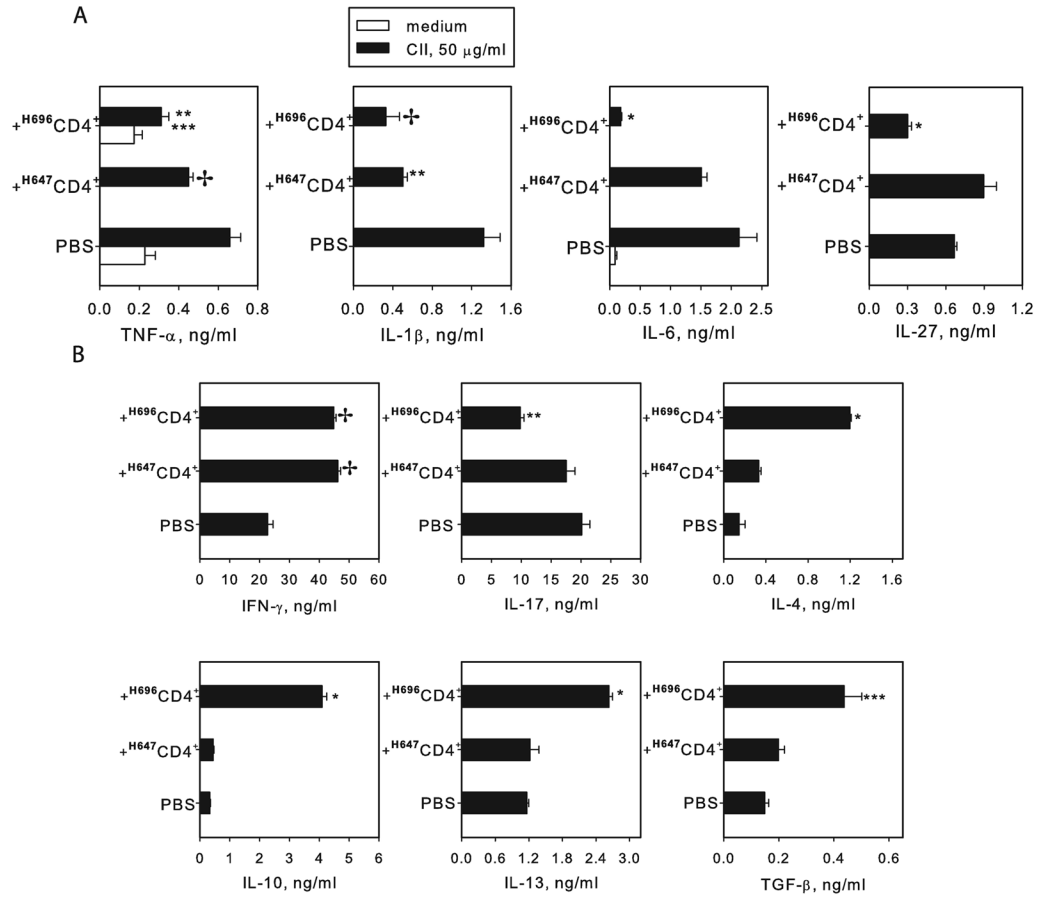 A
medium
CII, 50 μg/ml
+H696CD4+
**
***
+H647CD4+
✢
PBS
0.0 0.2 0.4 0.6 0.8
TNF-α, ng/ml
+H696CD4+
✢
+H647CD4+
**
PBS
0.0 0.4 0.8 1.2 1.6
IL-1β, ng/ml
+H696CD4+
*
+H647CD4+
PBS
0.0 0.5 1.0 1.5 2.0 2.5
IL-6, ng/ml
+H696CD4+
*
+H647CD4+
PBS
0.0 0.3 0.6 0.9 1.2
IL-27, ng/ml
B
+H696CD4+
✢
+H647CD4+
✢
PBS
0 10 20 30 40 50 60
IFN-γ, ng/ml
+H696CD4+
**
+H647CD4+
PBS
0 5 10 15 20 25 30
IL-17, ng/ml
+H696CD4+
*
+H647CD4+
PBS
0.0 0.4 0.8 1.2 1.6
IL-4, ng/ml
+H696CD4+
*
+H647CD4+
PBS
0 1 2 3 4 5 6
IL-10, ng/ml
+H696CD4+
*
+H647CD4+
PBS
0.0 0.6 1.2 1.8 2.4 3.0
IL-13, ng/ml
+H696CD4+
***
+H647CD4+
PBS
0.0 0.2 0.4 0.6
TGF-β, ng/ml